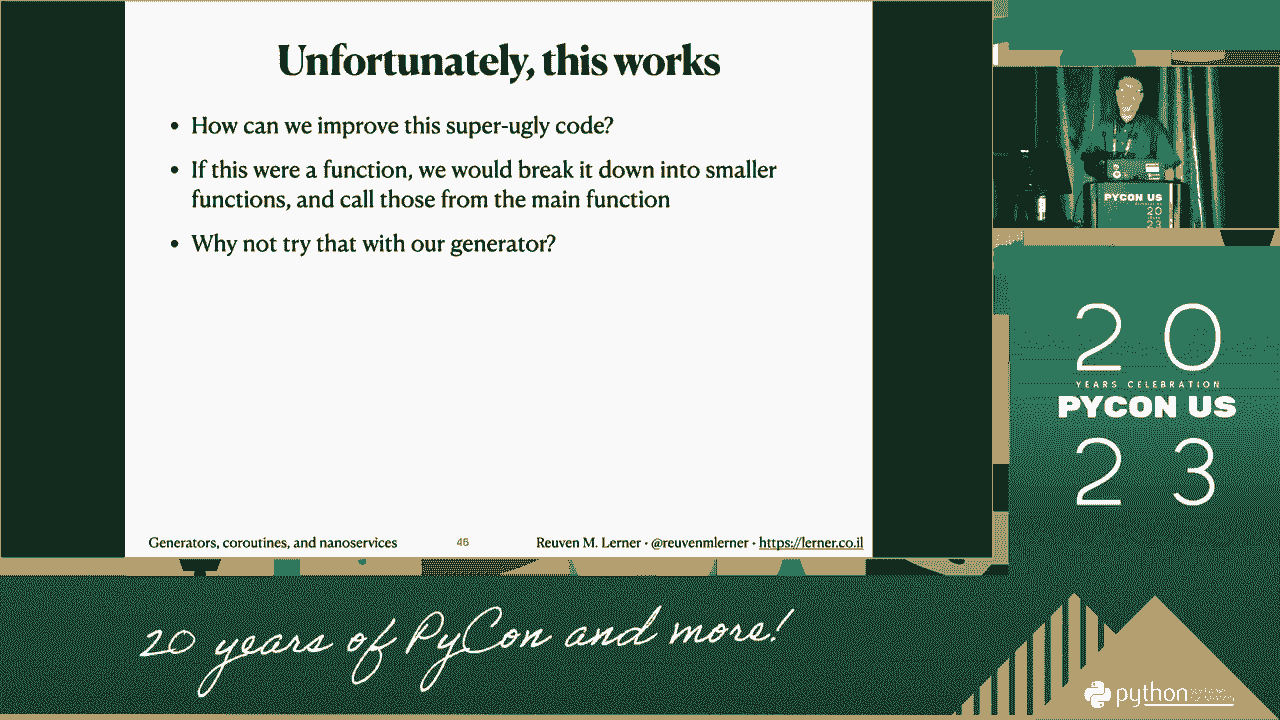 Unfortunately, this works
• How can we improve this super-ugly code?
• If this were a function, we would break it down into smaller
functions, and call those from the main function
• Why not try that with our generator?
Generators, coroutines, and nanoservices
46
Reuven M. Lerner · @reuvenmlerner · https://lerner.co.il
PYCON US
20
23
20
YEARS CELEBRATION
PYCON US
23
20 years of PyCon and more!
python